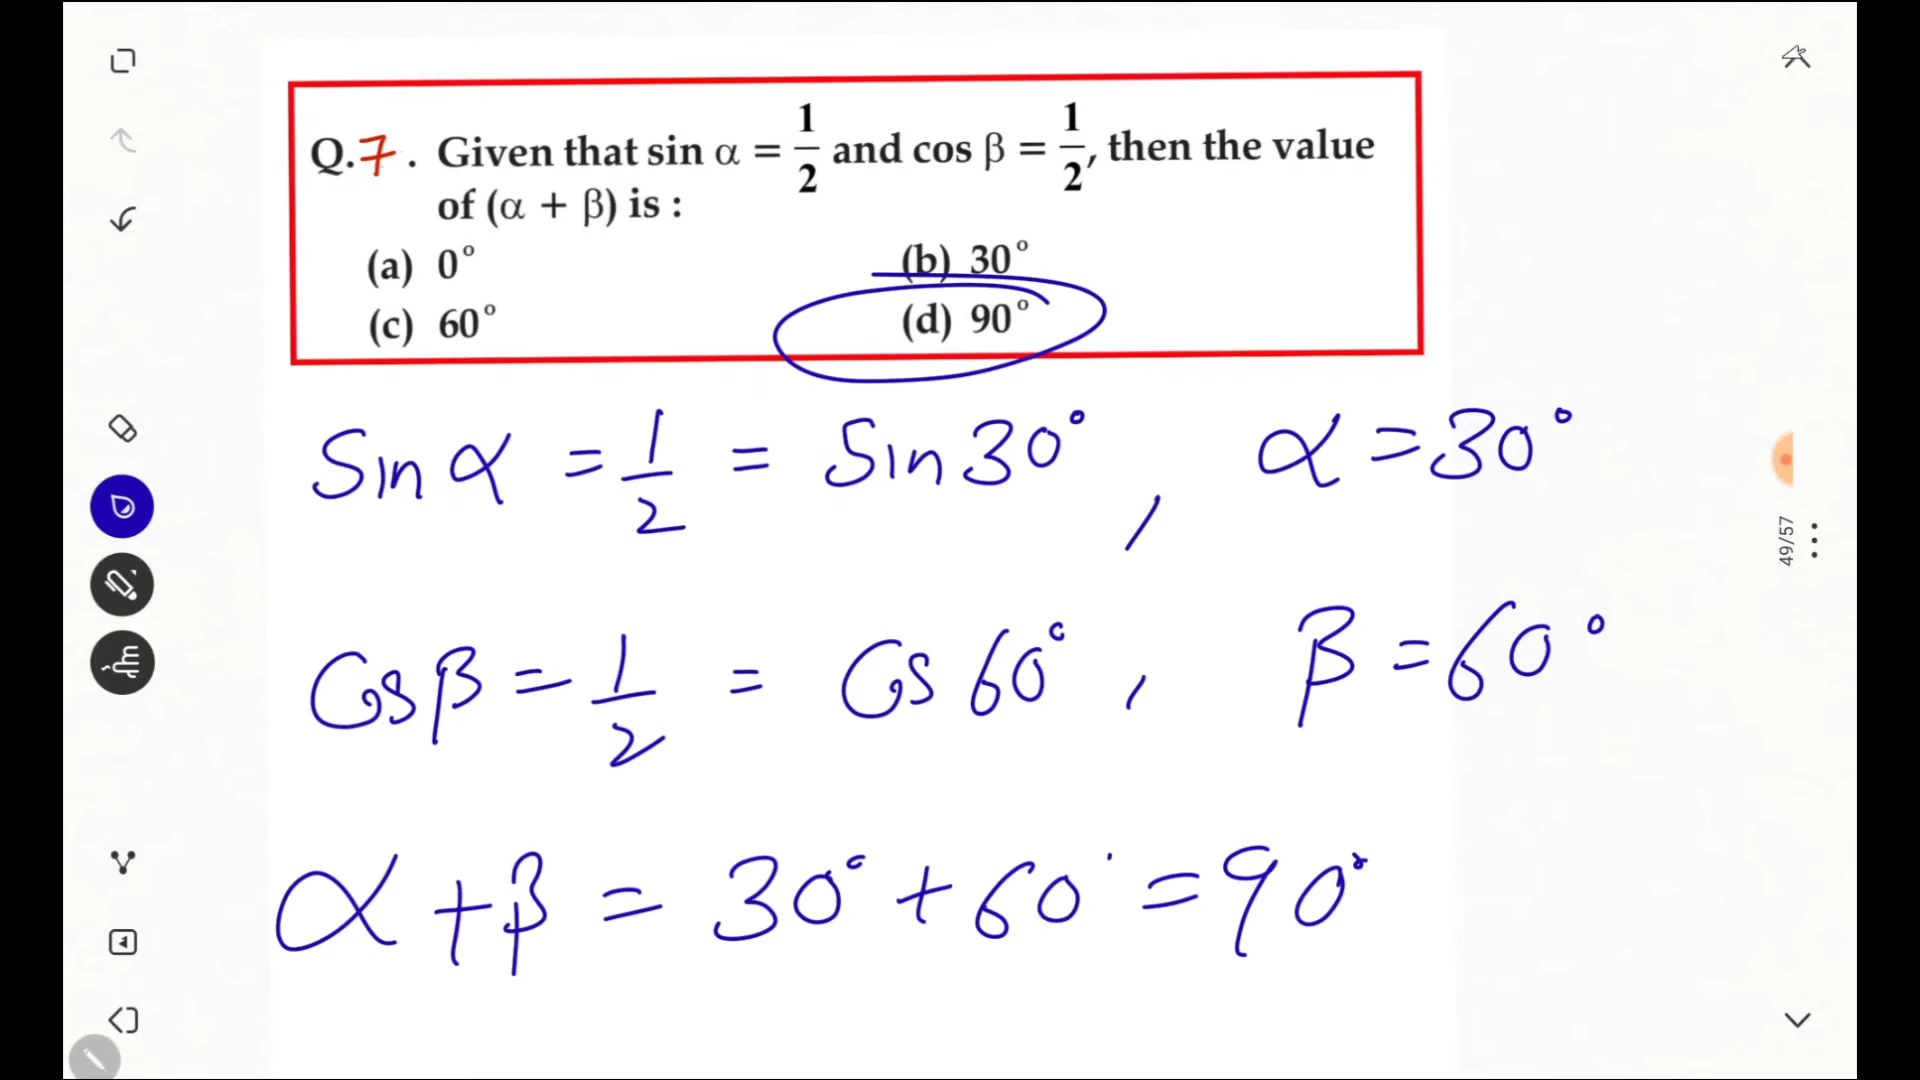 Q.7. Given that sin α = 1/2 and cos β = 1/2, then the value
of (α + β) is :
(a) 0° (b) 30°
(c) 60° (d) 90°
Sin α = 1/2 = Sin 30° , α = 30°
Cos β = 1/2 = Cos 60° , β = 60°
α + β = 30° + 60° = 90°
49/57